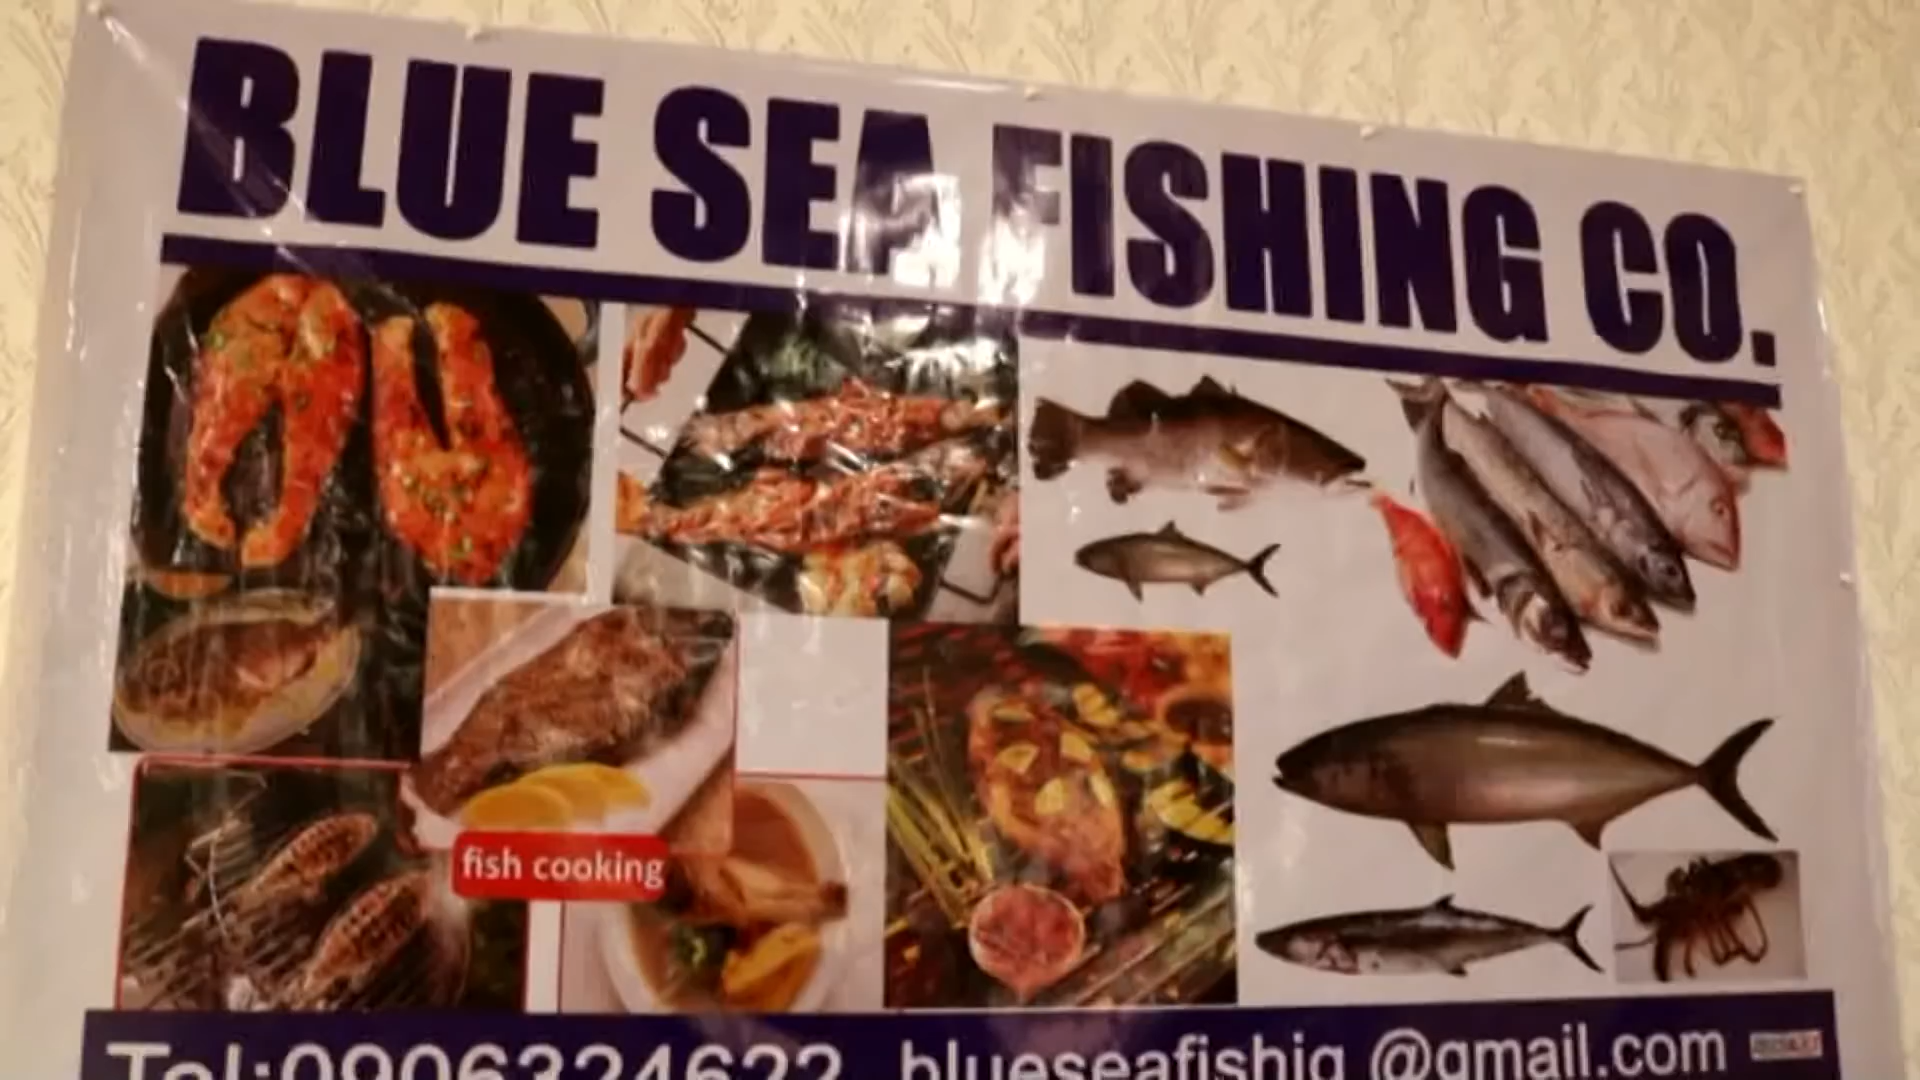 BLUE SEA FISHING CO.
fish cooking
Tel:0906324622 blueseafishig @gmail.com